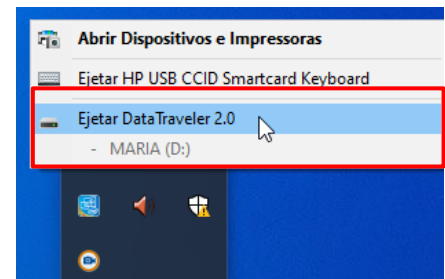 Abrir Dispositivos e Impressoras
Ejetar HP USB CCID Smartcard Keyboard
Ejetar DataTraveler 2.0
- MARIA (D:)